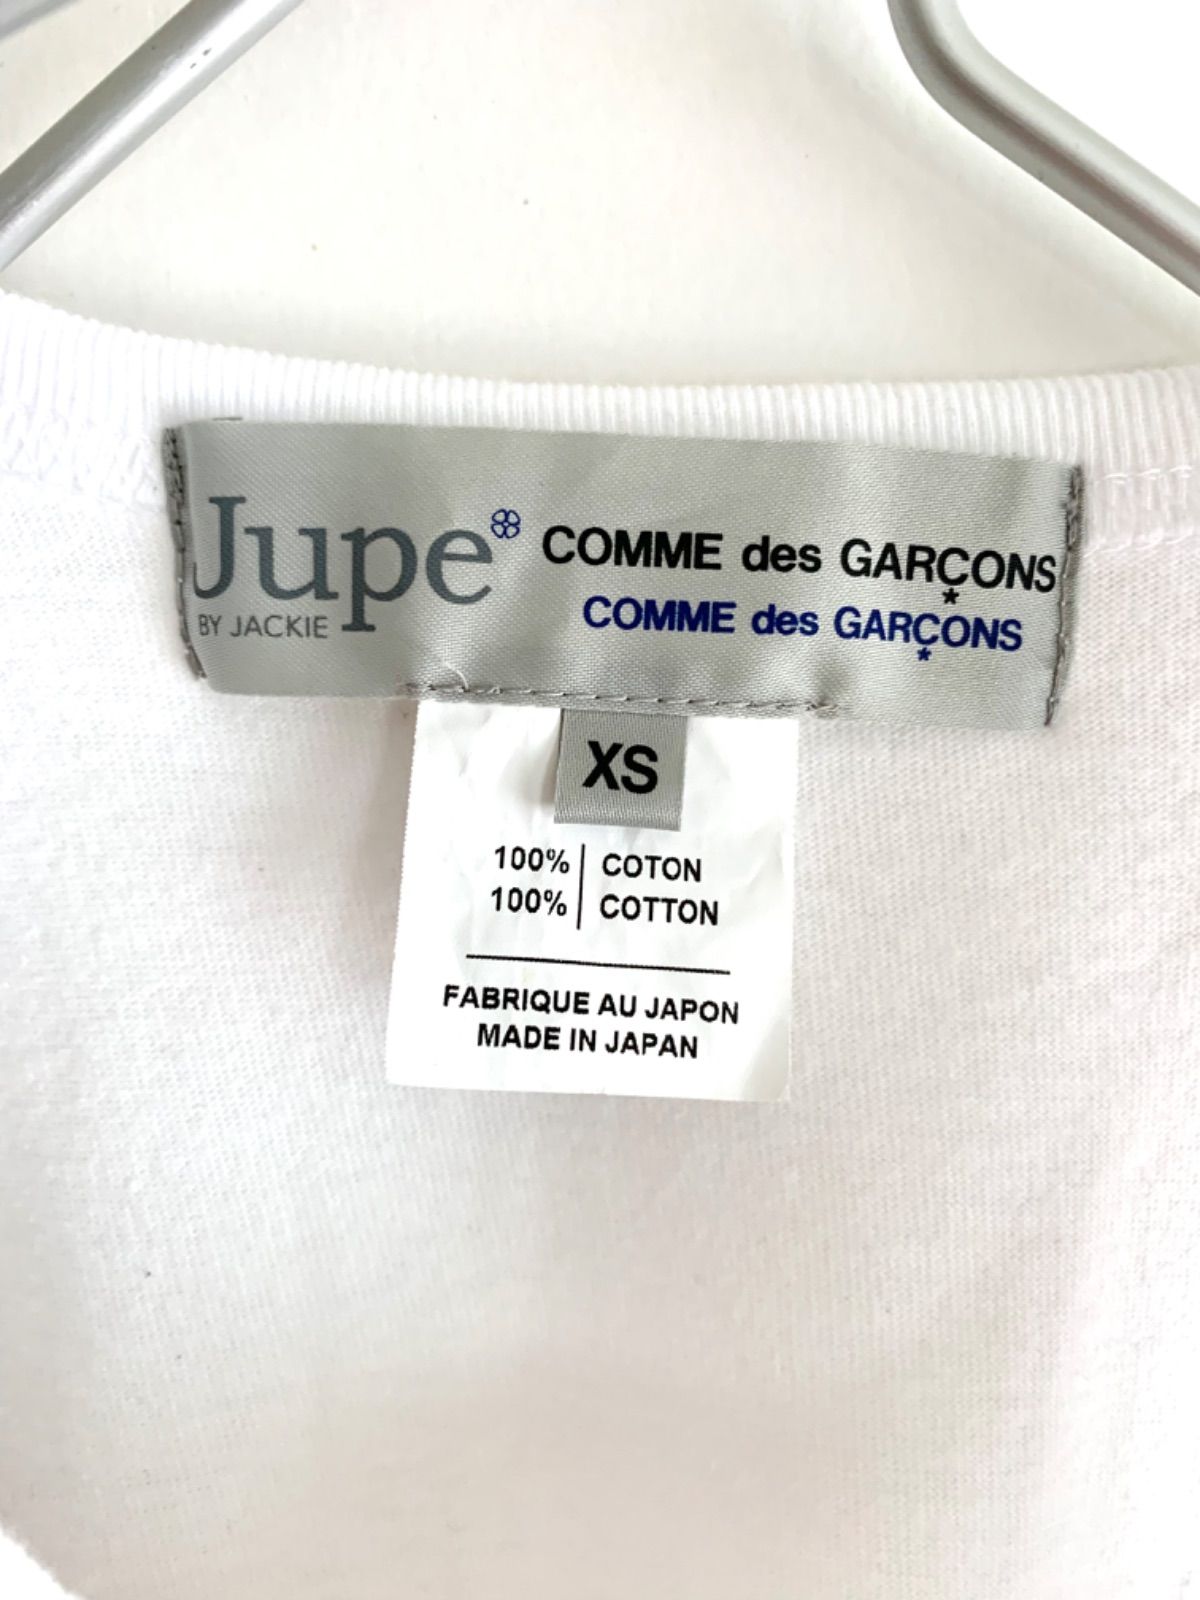 Jupe COMME des GARÇONS
BY JACKIE COMME des GARÇONS
XS
100% | COTON
100% | COTTON
FABRIQUE AU JAPON
MADE IN JAPAN